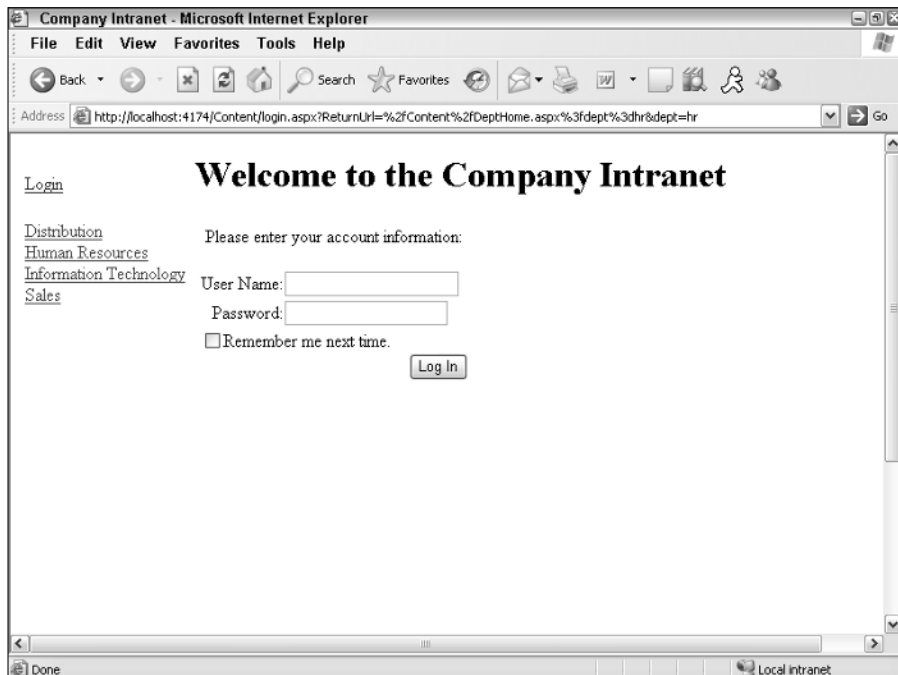 Company Intranet - Microsoft Internet Explorer
File Edit View Favorites Tools Help
Back Search Favorites W
Address http://localhost:4174/Content/login.aspx?ReturnUrl=%2fContent%2fDeptHome.aspx%3fdept%3dhr&dept=hr Go
Login
Welcome to the Company Intranet
Distribution
Human Resources
Information Technology
Sales
Please enter your account information:
User Name:
Password:
Remember me next time.
Log In
Done Local intranet